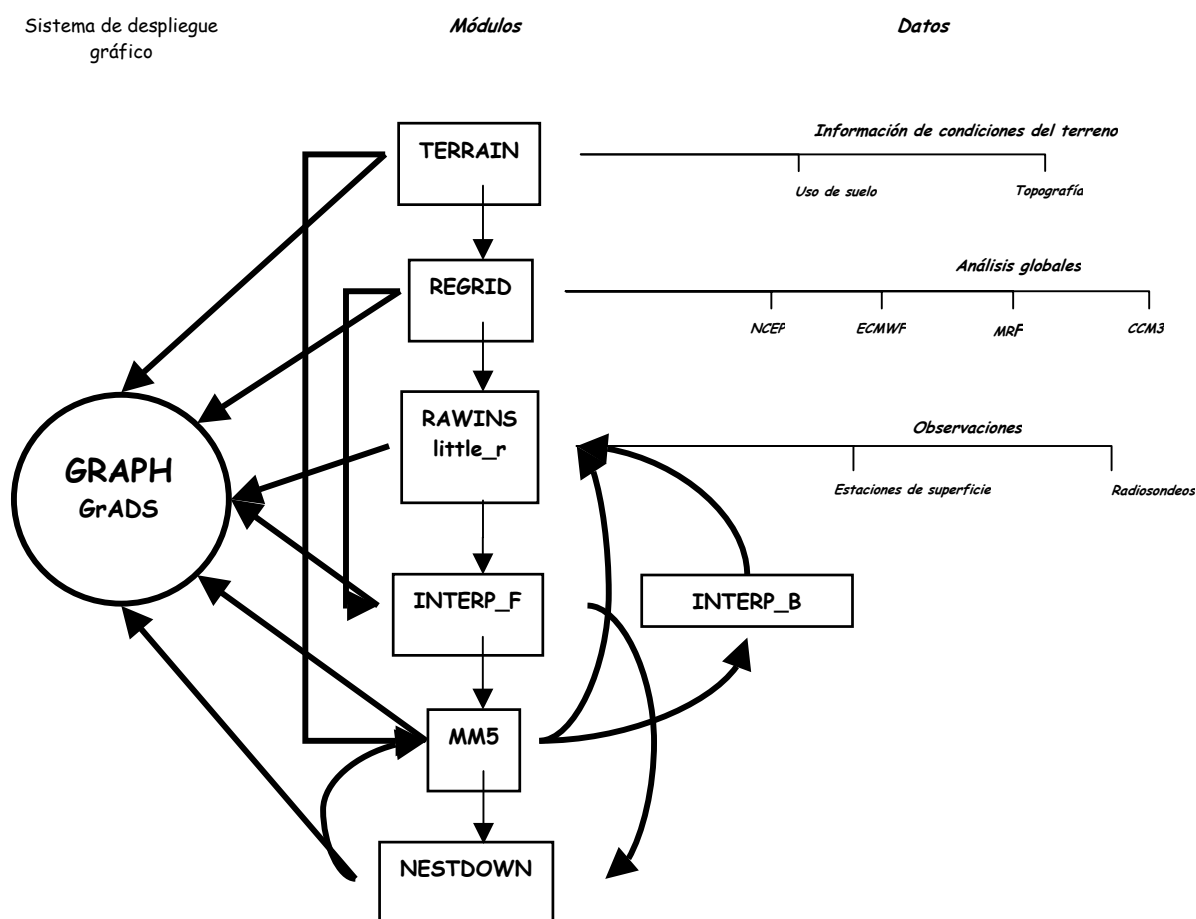 Sistema de despliegue
gráfico
Módulos
Datos
TERRAIN
Información de condiciones del terreno
Uso de suelo
Topografía
REGRID
Análisis globales
NCEP
ECMWF
MRF
CCM3
RAWINS
little_r
Observaciones
Estaciones de superficie
Radiosondeos
GRAPH
GrADS
INTERP_F
INTERP_B
MM5
NESTDOWN